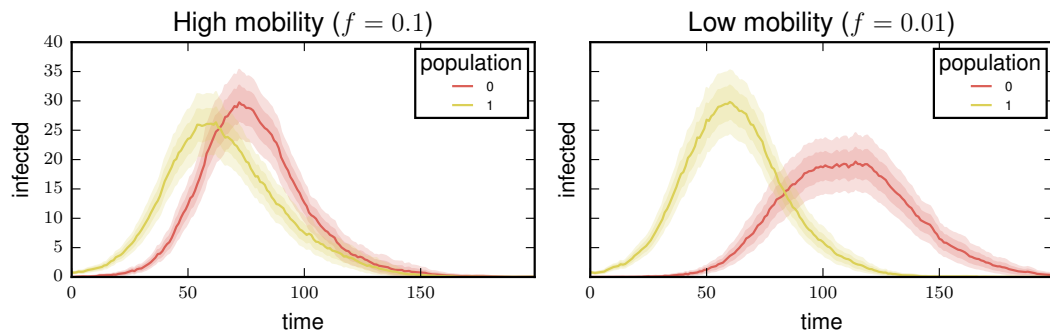 High mobility (f = 0.1)
infected
40
35
30
25
20
15
10
5
0
0
50
100
150
time
population
0
1
Low mobility (f = 0.01)
infected
0
50
100
150
time
population
0
1